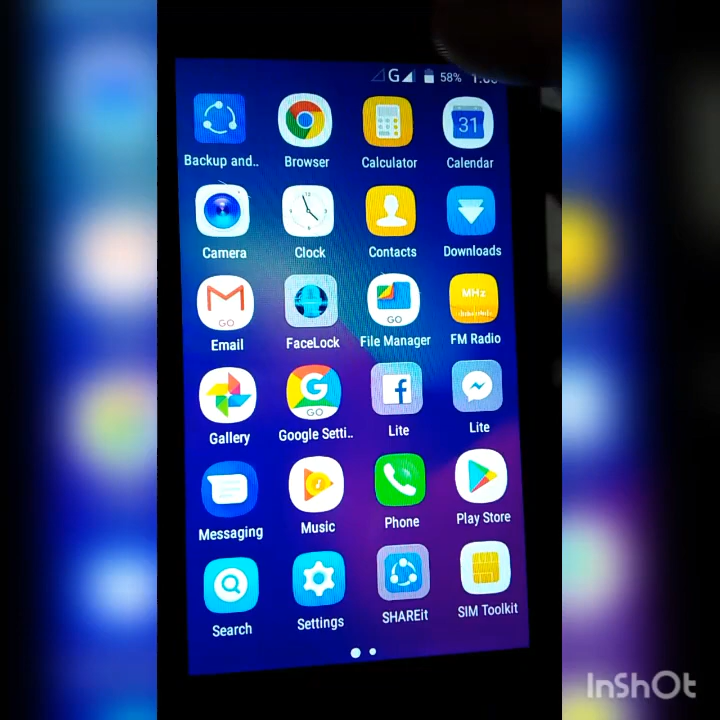 G 58%
Backup and.. Browser Calculator Calendar
31
Camera Clock Contacts Downloads
GO GO MHz
Email FaceLock File Manager FM Radio
G GO f
Gallery Google Setti.. Lite Lite
Messaging Music Phone Play Store
Search Settings SHAREit SIM Toolkit
InShOt